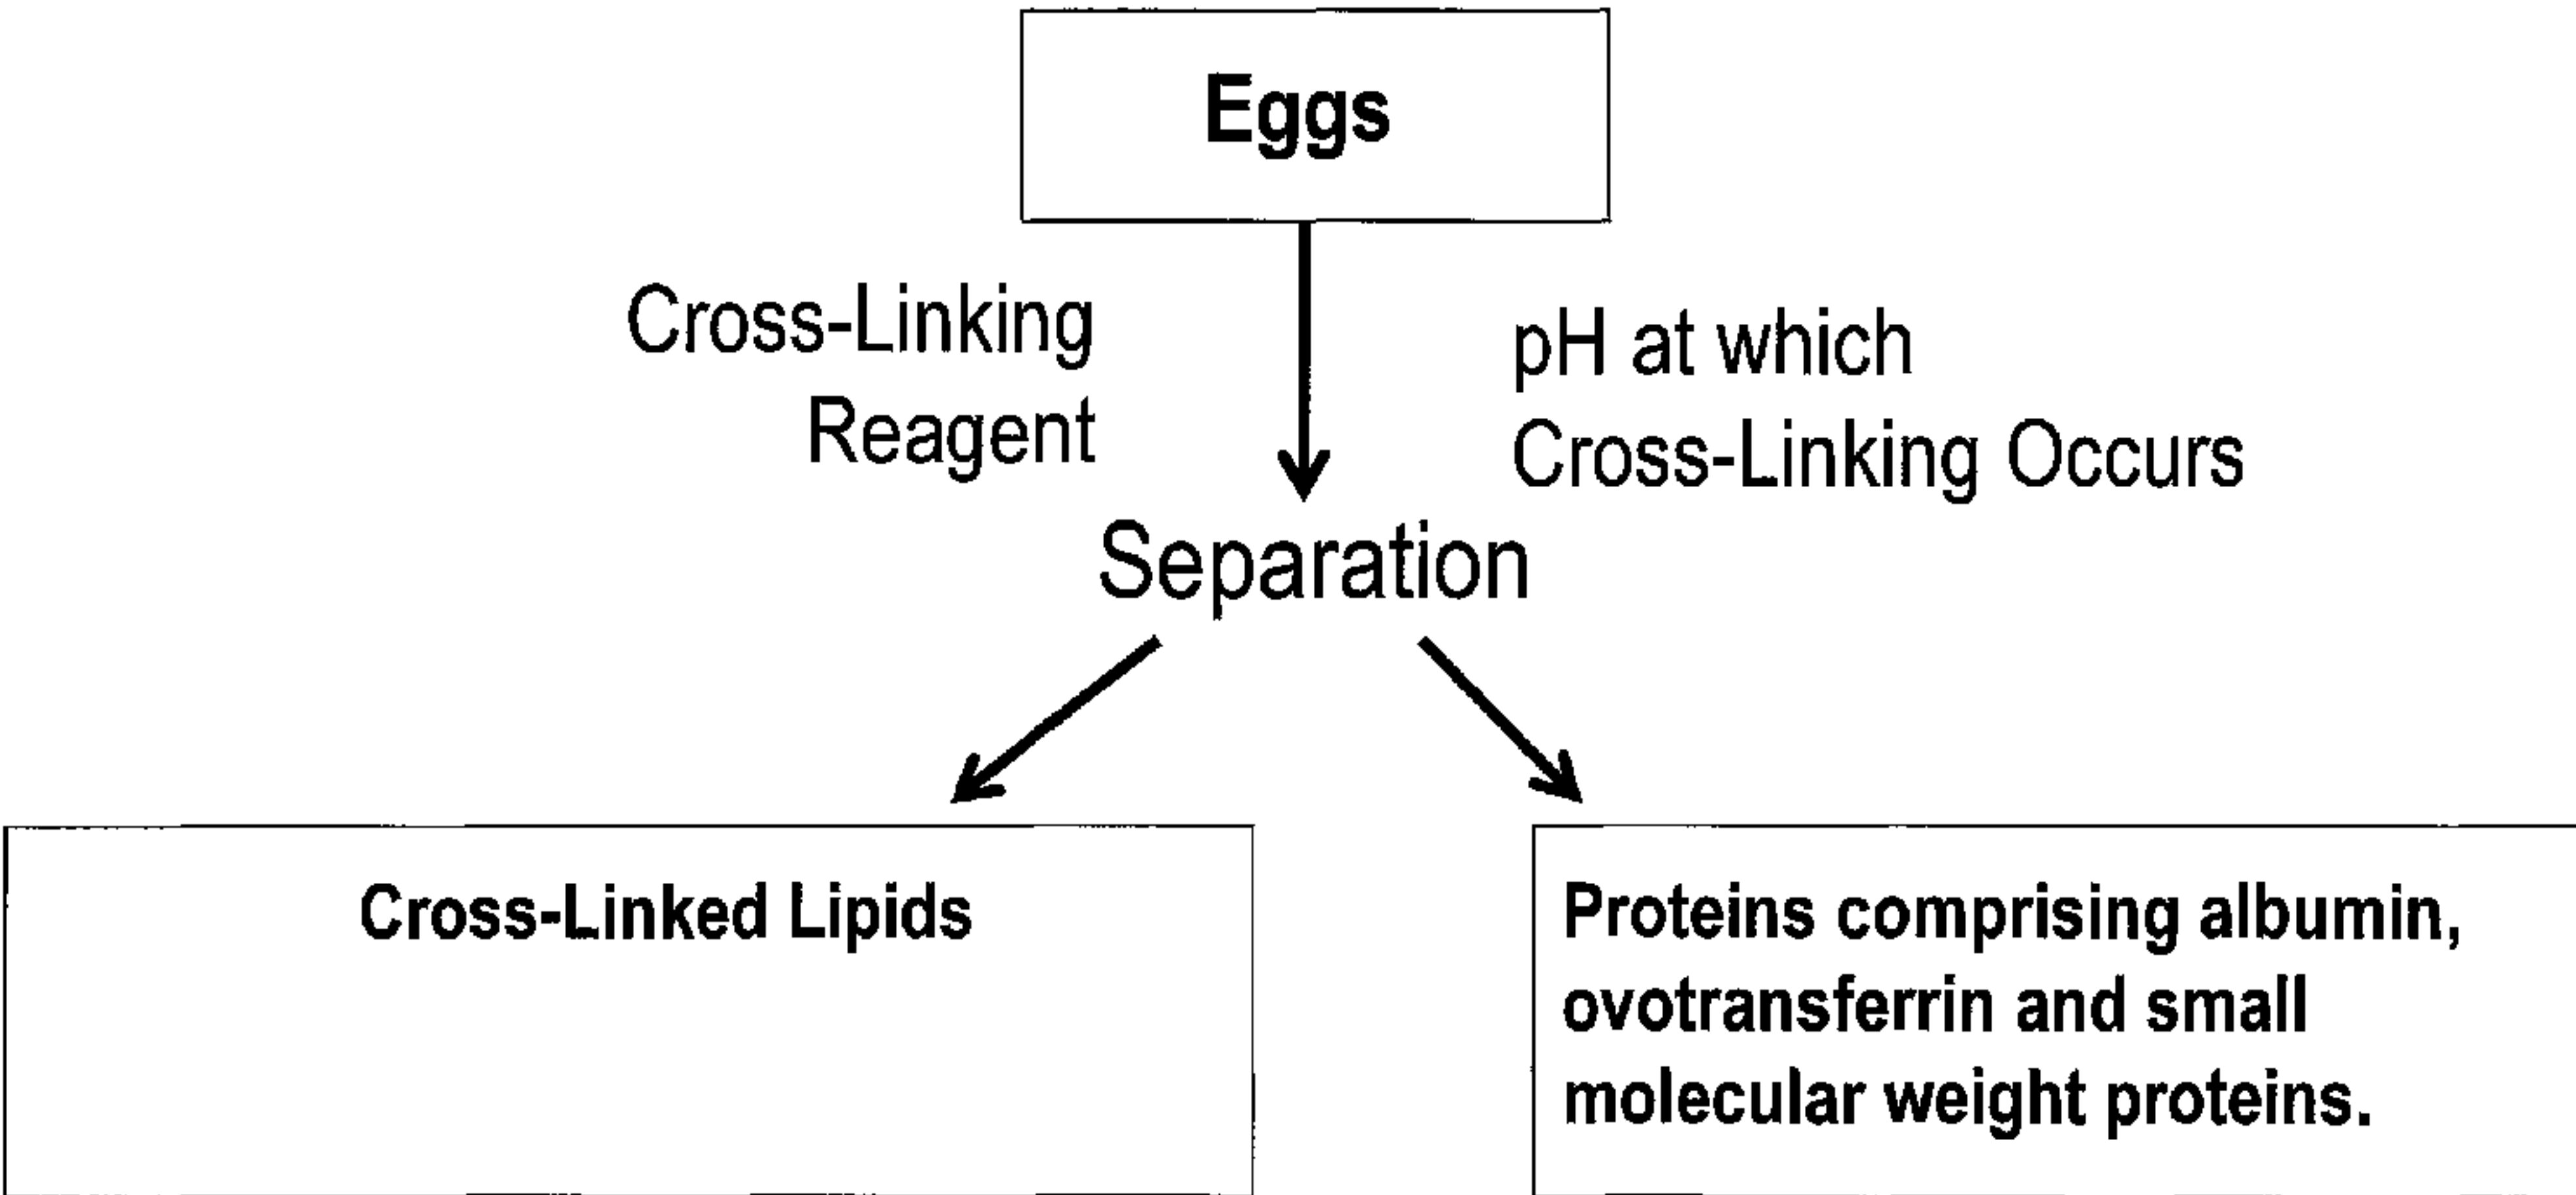 Eggs
Cross-Linking
Reagent
pH at which
Cross-Linking Occurs
Separation
Cross-Linked Lipids
Proteins comprising albumin,
ovotransferrin and small
molecular weight proteins.